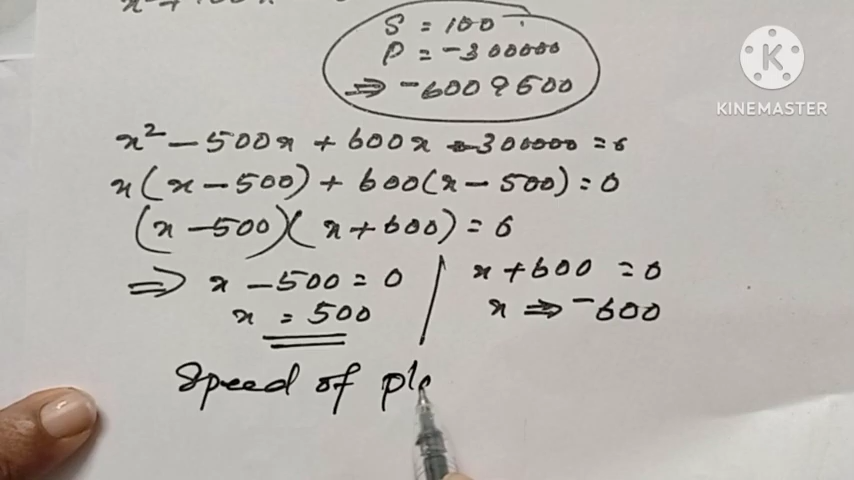 S = 100
P = -300000
⇒ -600 & 500
KINEMASTER
x² - 500x + 600x - 300000 = 0
x(x - 500) + 600(x - 500) = 0
(x - 500)(x + 600) = 0
⇒ x - 500 = 0 / x + 600 = 0
x = 500 x ⇒ -600
Speed of pla